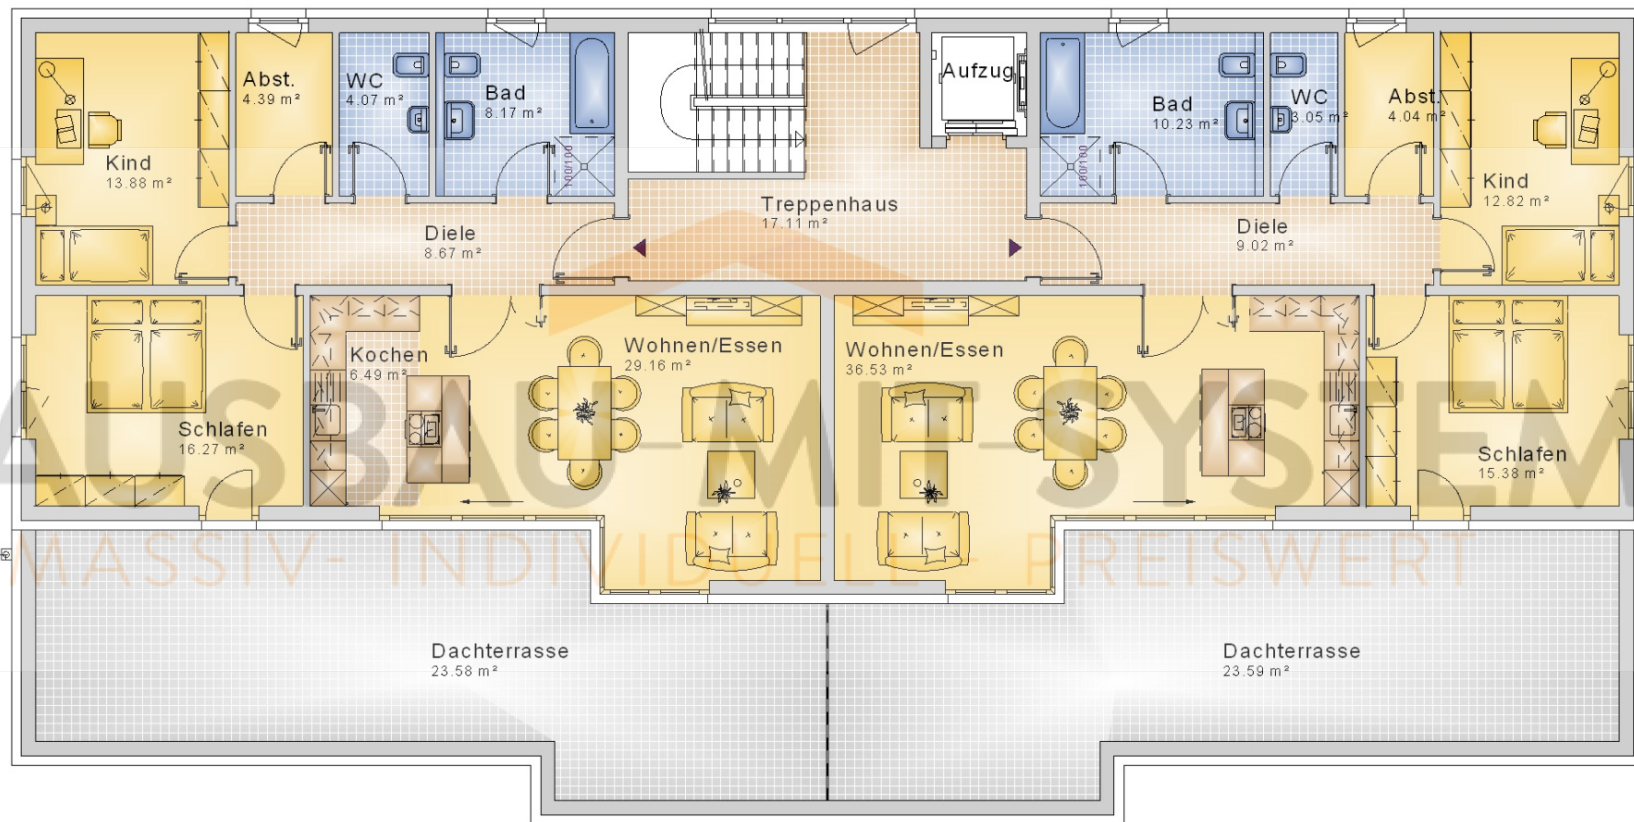 Abst.
4.39 m²
WC
4.07 m²
Bad
8.17 m²
Aufzug
Bad
10.23 m²
WC
3.05 m²
Abst.
4.04 m²
Kind
13.88 m²
100/100
100/100
Kind
12.82 m²
Treppenhaus
17.11 m²
Diele
8.67 m²
Diele
9.02 m²
Kochen
6.49 m²
Wohnen/Essen
29.16 m²
Wohnen/Essen
36.53 m²
AUSBAU-MIT-SYSTEM
Schlafen
16.27 m²
Schlafen
15.38 m²
MASSIV- INDIVIDUELL - PREISWERT
Dachterrasse
23.58 m²
Dachterrasse
23.59 m²